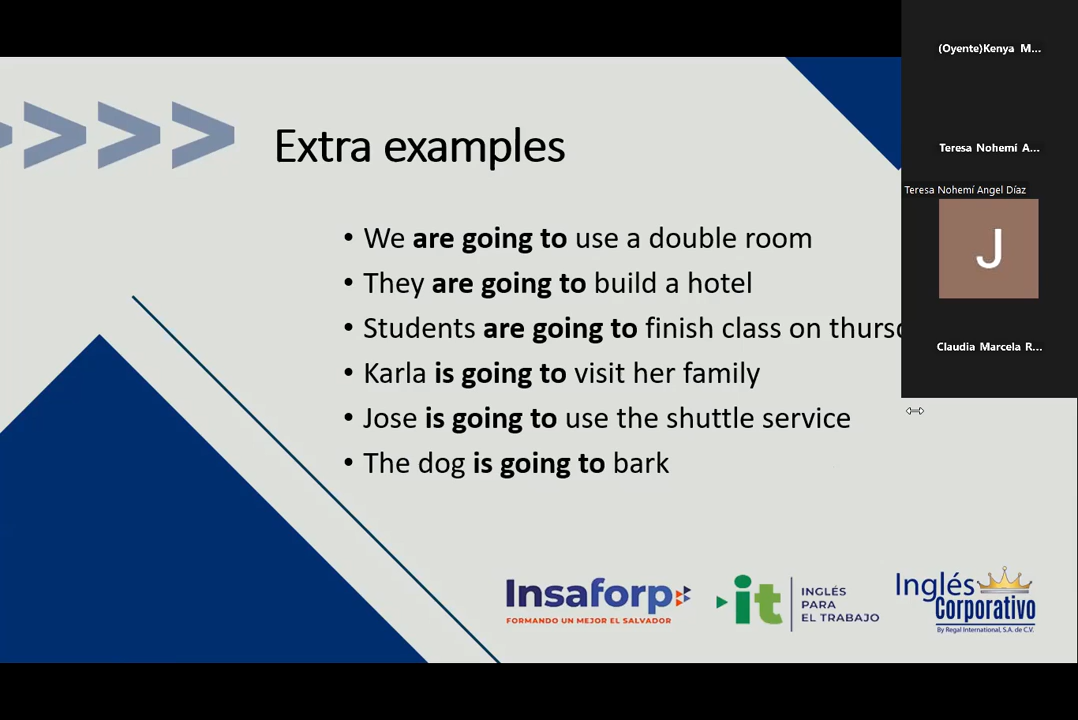 (Oyente)Kenya M...
Teresa Nohemí A...
Teresa Nohemí Angel Díaz
J
Claudia Marcela R...
Extra examples
• We are going to use a double room
• They are going to build a hotel
• Students are going to finish class on
• Karla is going to visit her family
• Jose is going to use the shuttle service
• The dog is going to bark
Insaforp
FORMANDO UN MEJOR EL SALVADOR
it
INGLÉS
PARA
EL TRABAJO
Inglés
Corporativo
By Regal International, S.A. de C.V.